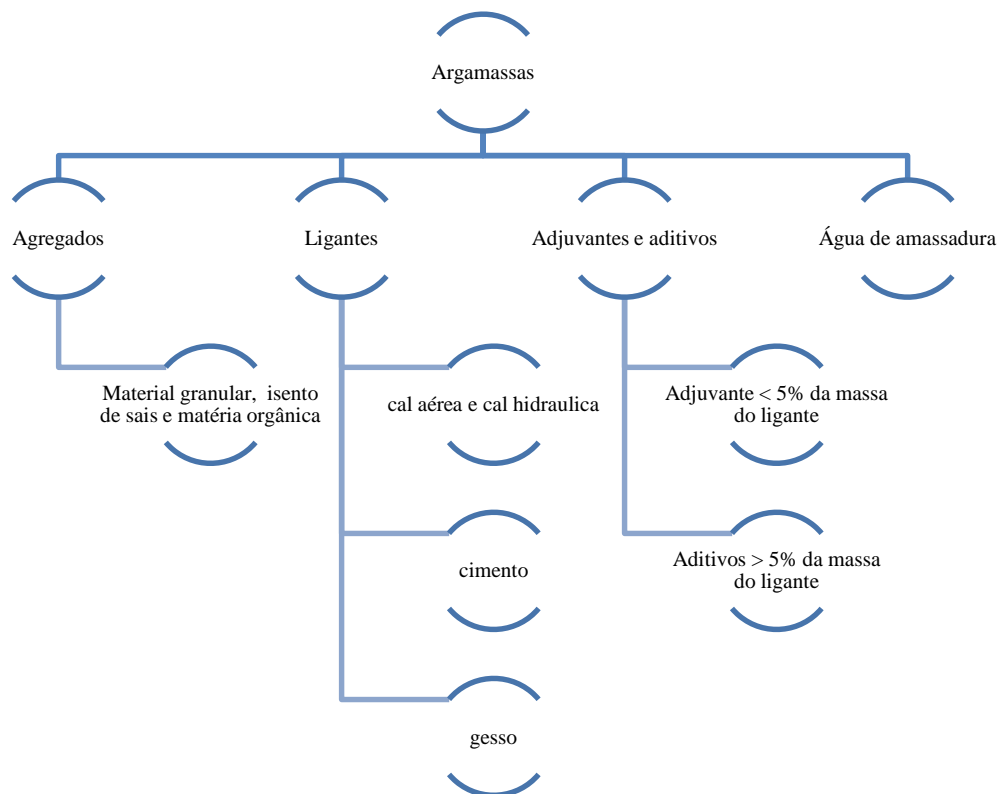 Argamassas
Agregados
Ligantes
Adjuvantes e aditivos
Água de amassadura
Material granular, isento
de sais e matéria orgânica
cal aérea e cal hidraulica
Adjuvante < 5% da massa
do ligante
cimento
Aditivos > 5% da massa
do ligante
gesso